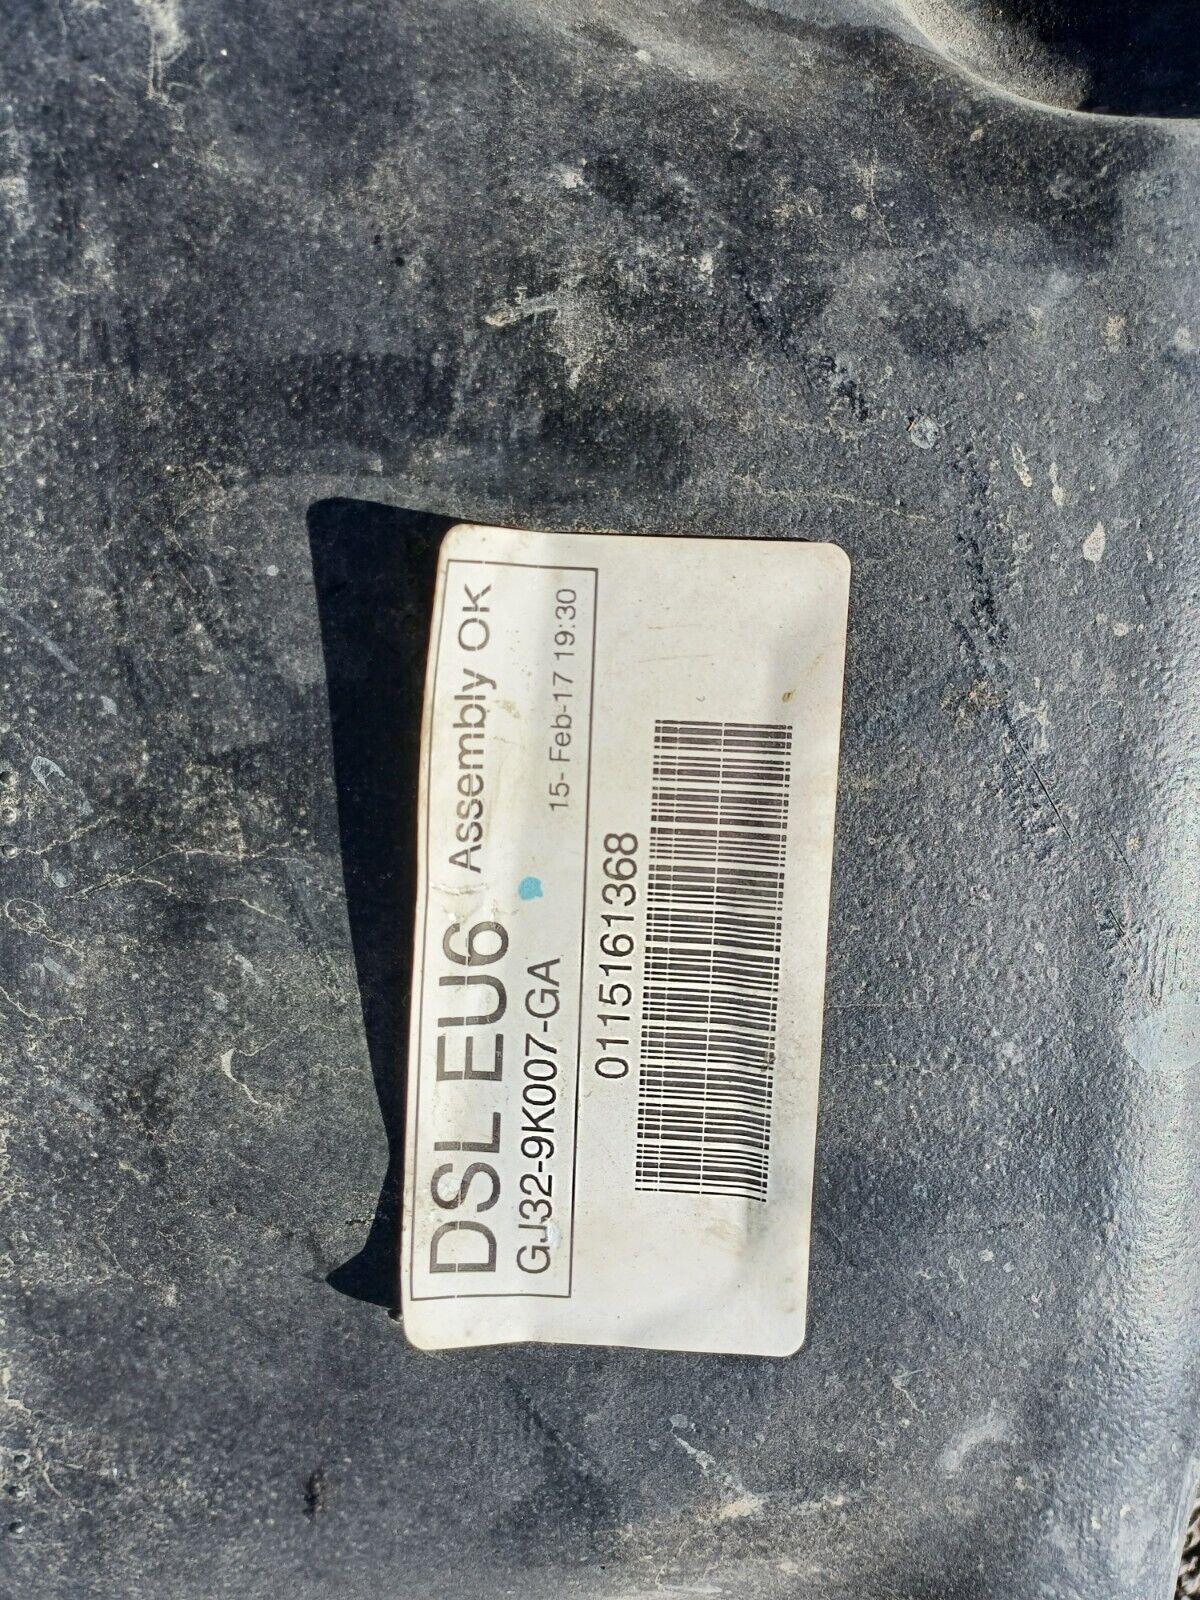 DSL EU6 Assembly OK
GJ32-9K007-GA 15- Feb-17 19:30
0115161368